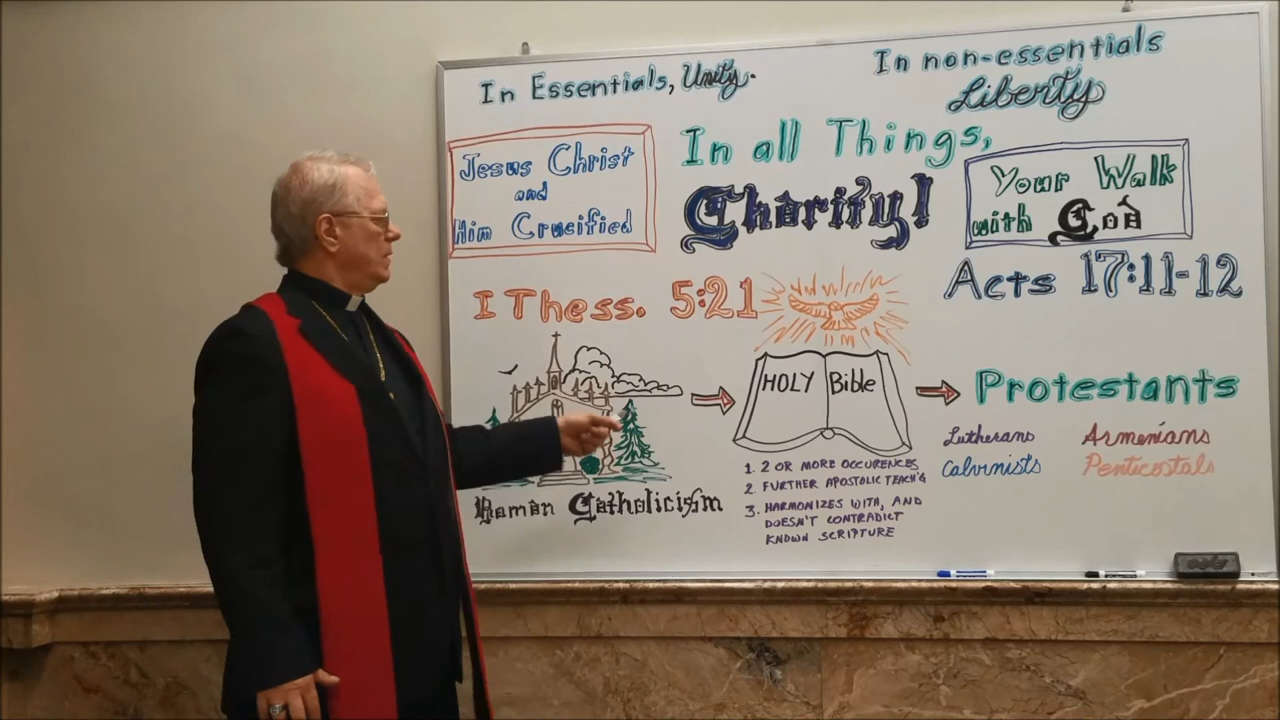 In Essentials, Unity.
In non-essentials
Liberty
In all Things,
Charity!
Jesus Christ
and
Him Crucified
Your Walk
with God
Acts 17:11-12
I Thess. 5:21
HOLY Bible
Protestants
Lutherans
Armenians
Calvinists
Penticostals
Roman Catholicism
1. 2 OR MORE OCCURENCES
2. FURTHER APOSTOLIC TEACH'G
3. HARMONIZES WITH, AND
DOESN'T CONTRADICT
KNOWN SCRIPTURE